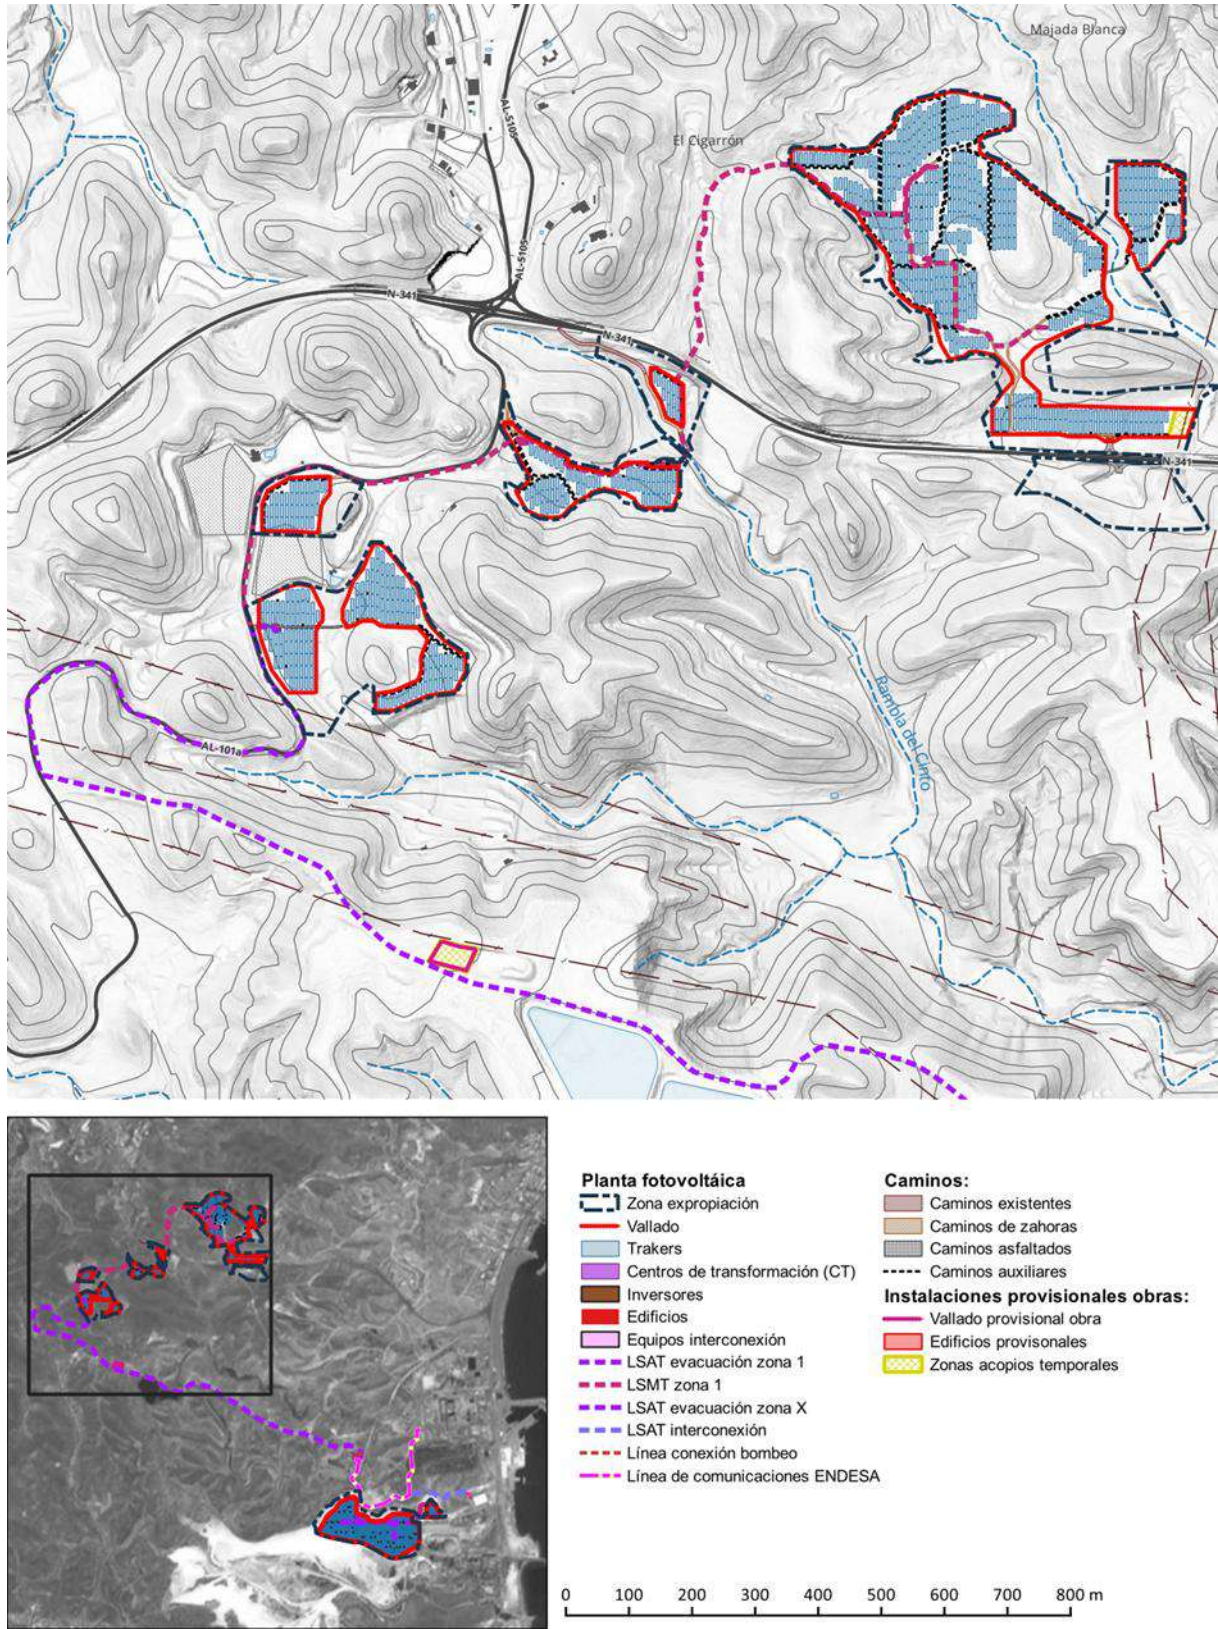 Majada Blanca
El Cigarrón
AL-5105
AL-5105
N-341
N-341
N-341
AL-101a
Rambla del Cinto
Planta fotovoltáica
Zona expropiación
Vallado
Trakers
Centros de transformación (CT)
Inversores
Edificios
Equipos interconexión
LSAT evacuación zona 1
LSMT zona 1
LSAT evacuación zona X
LSAT interconexión
Línea conexión bombeo
Línea de comunicaciones ENDESA
Caminos:
Caminos existentes
Caminos de zahoras
Caminos asfaltados
Caminos auxiliares
Instalaciones provisionales obras:
Vallado provisional obra
Edificios provisonales
Zonas acopios temporales
0 100 200 300 400 500 600 700 800 m